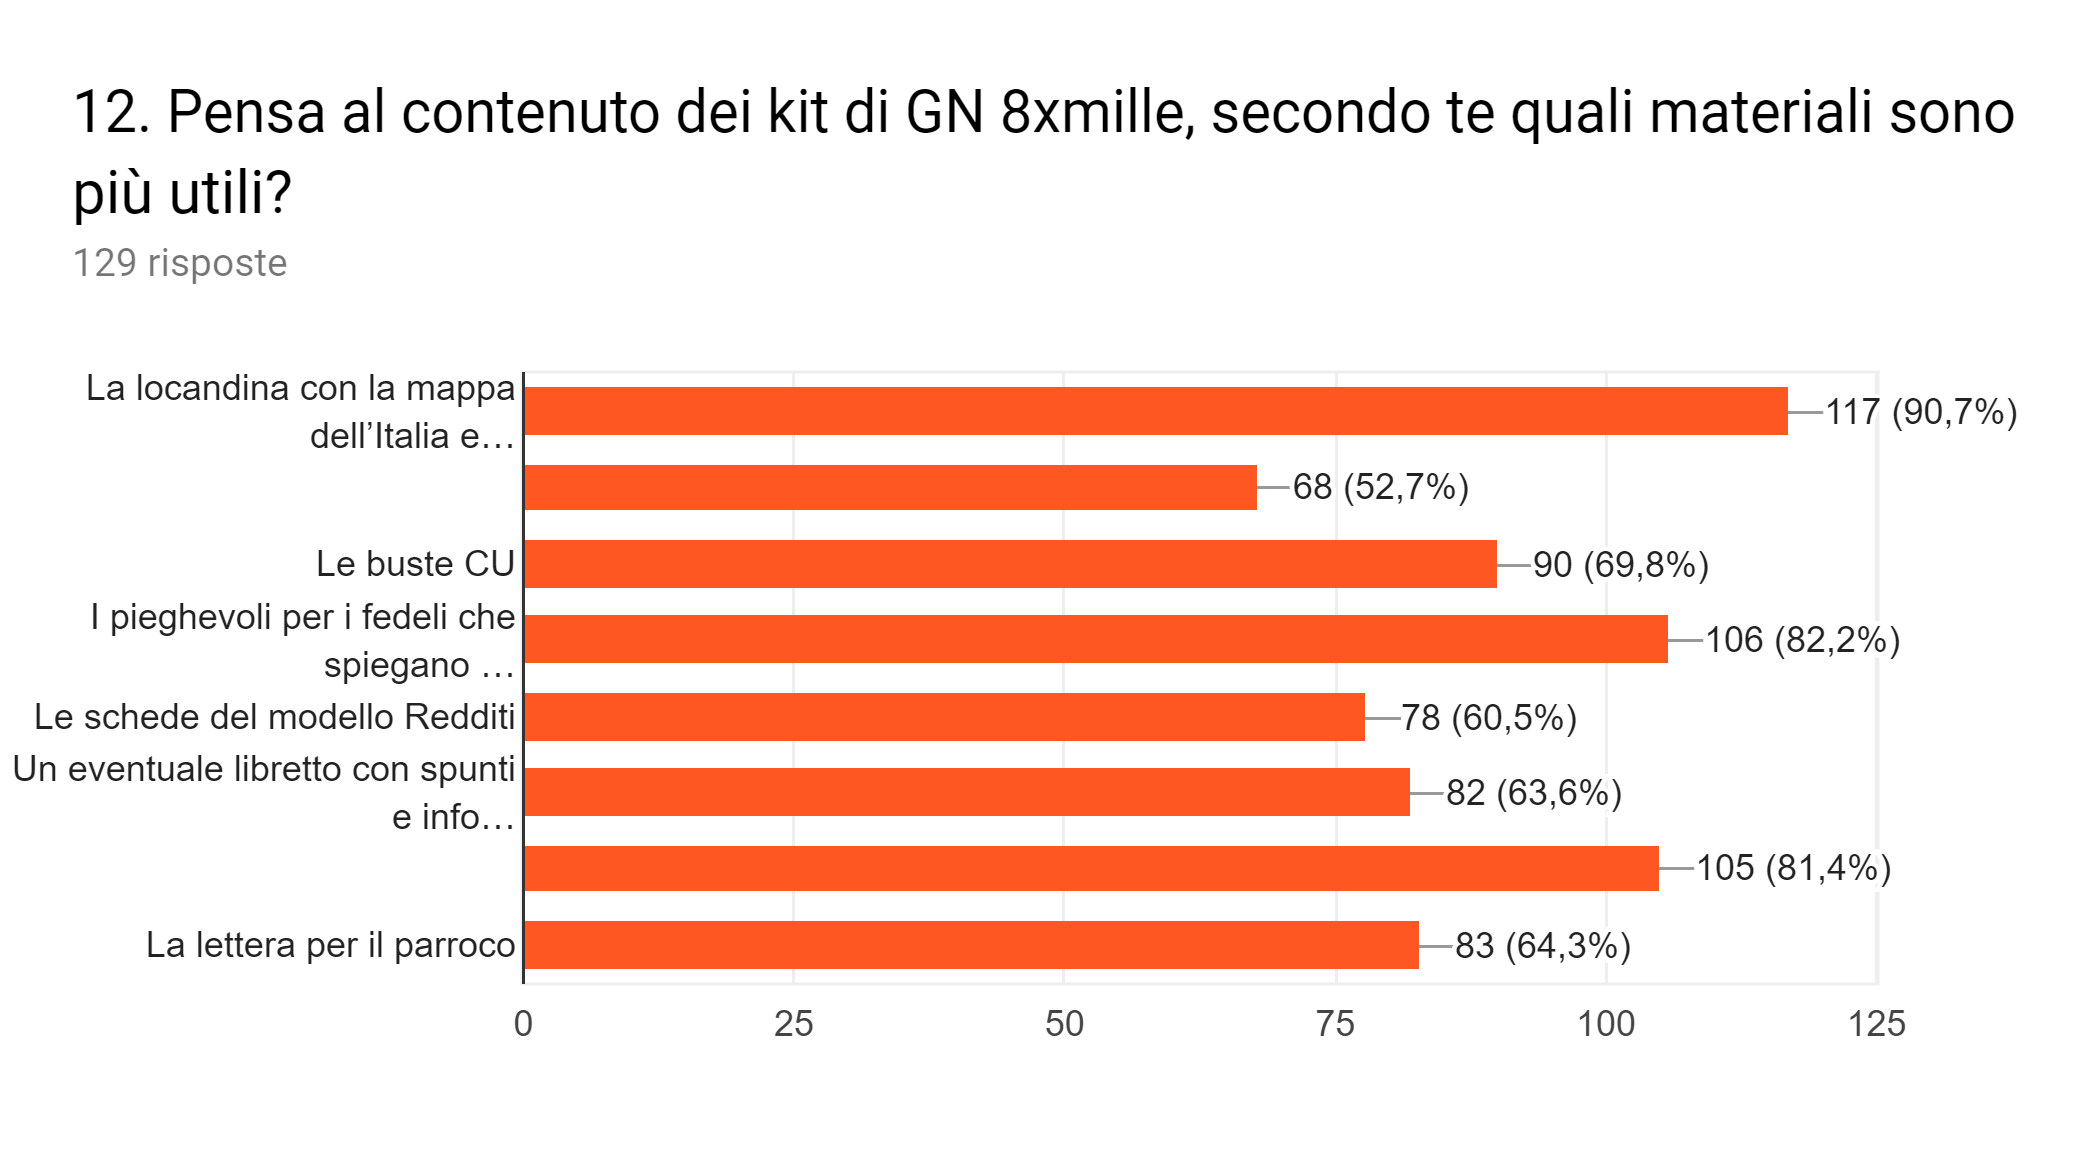 12. Pensa al contenuto dei kit di GN 8xmille, secondo te quali materiali sono
più utili?
129 risposte
La locandina con la mappa
dell’Italia e…
117 (90,7%)
68 (52,7%)
Le buste CU
90 (69,8%)
I pieghevoli per i fedeli che
spiegano …
106 (82,2%)
Le schede del modello Redditi
78 (60,5%)
Un eventuale libretto con spunti
e info…
82 (63,6%)
105 (81,4%)
La lettera per il parroco
83 (64,3%)
0 25 50 75 100 125